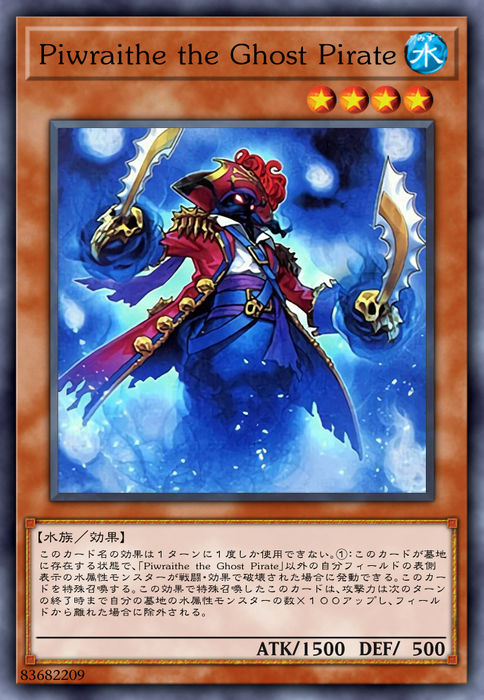 Piwraithe the Ghost Pirate
みず
水
【水族／効果】
このカード名の効果は１ターンに１度しか使用できない。①：このカードが墓地
に存在する状態で、「Piwraithe the Ghost Pirate」以外の自分フィールドの表側
表示の水属性モンスターが戦闘・効果で破壊された場合に発動できる。このカー
ドを特殊召喚する。この効果で特殊召喚したこのカードは、攻撃力は次のターン
の終了時まで自分の墓地の水属性モンスターの数×１００アップし、フィール
ドから離れた場合に除外される。
ATK/1500 DEF/ 500
83682209